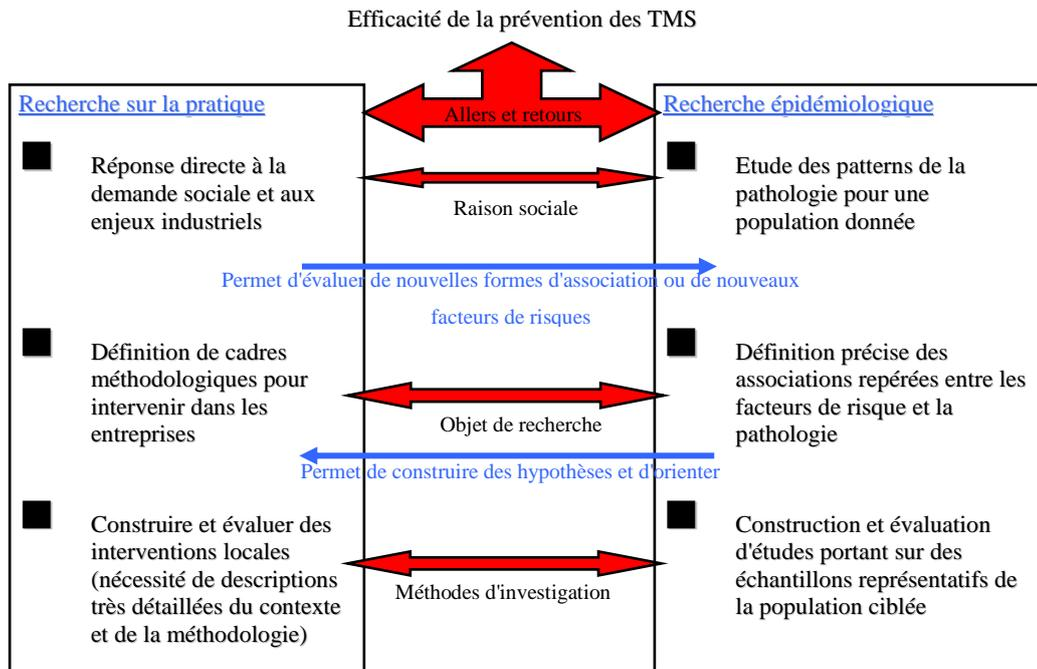 Efficacité de la prévention des TMS
Allers et retours
Recherche sur la pratique
Recherche épidémiologique
Réponse directe à la
demande sociale et aux
enjeux industriels
Raison sociale
Etude des patterns de la
pathologie pour une
population donnée
Permet d'évaluer de nouvelles formes d'association ou de nouveaux
facteurs de risques
Définition de cadres
méthodologiques pour
intervenir dans les
entreprises
Objet de recherche
Définition précise des
associations repérées entre les
facteurs de risque et la
pathologie
Permet de construire des hypothèses et d'orienter
Construire et évaluer des
interventions locales
(nécessité de descriptions
très détaillées du contexte
et de la méthodologie)
Méthodes d'investigation
Construction et évaluation
d'études portant sur des
échantillons représentatifs de
la population ciblée